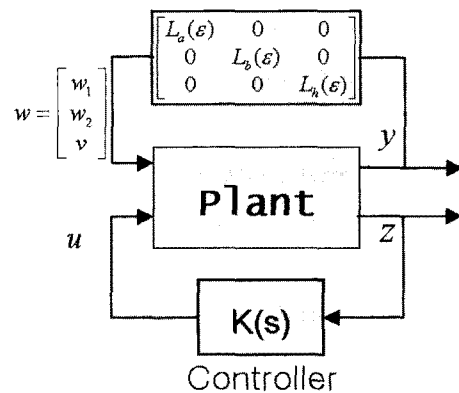 L_a(ε) 0 0
0 L_b(ε) 0
0 0 L_h(ε)
w = [w_1
w_2
v]
y
Plant
z
u
K(s)
Controller